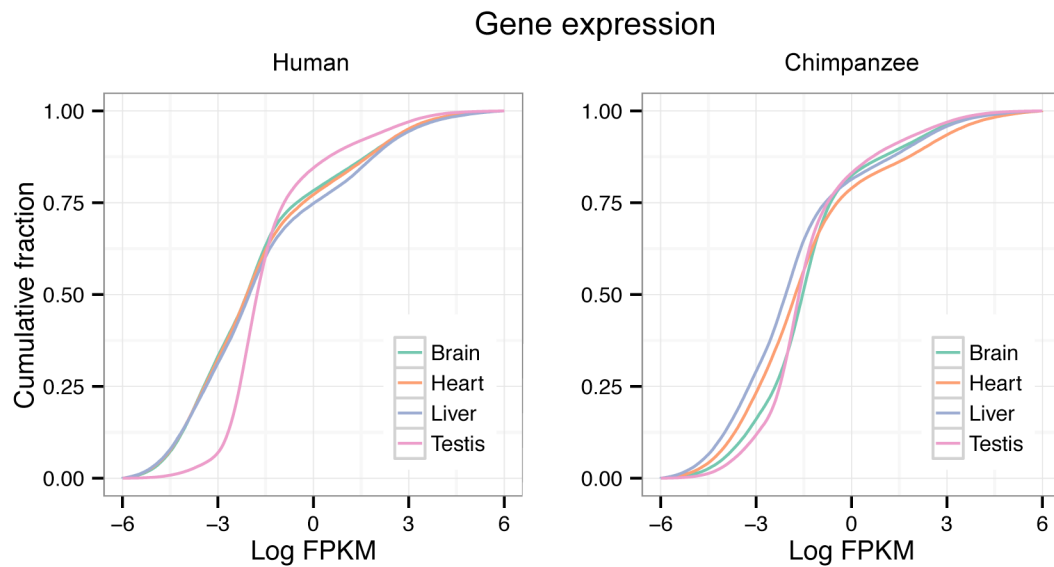 Gene expression
Human
Cumulative fraction
1.00
0.75
0.50
0.25
0.00
Brain
Heart
Liver
Testis
−6
−3
0
3
6
Log FPKM
Chimpanzee
1.00
0.75
0.50
0.25
0.00
Brain
Heart
Liver
Testis
−6
−3
0
3
6
Log FPKM